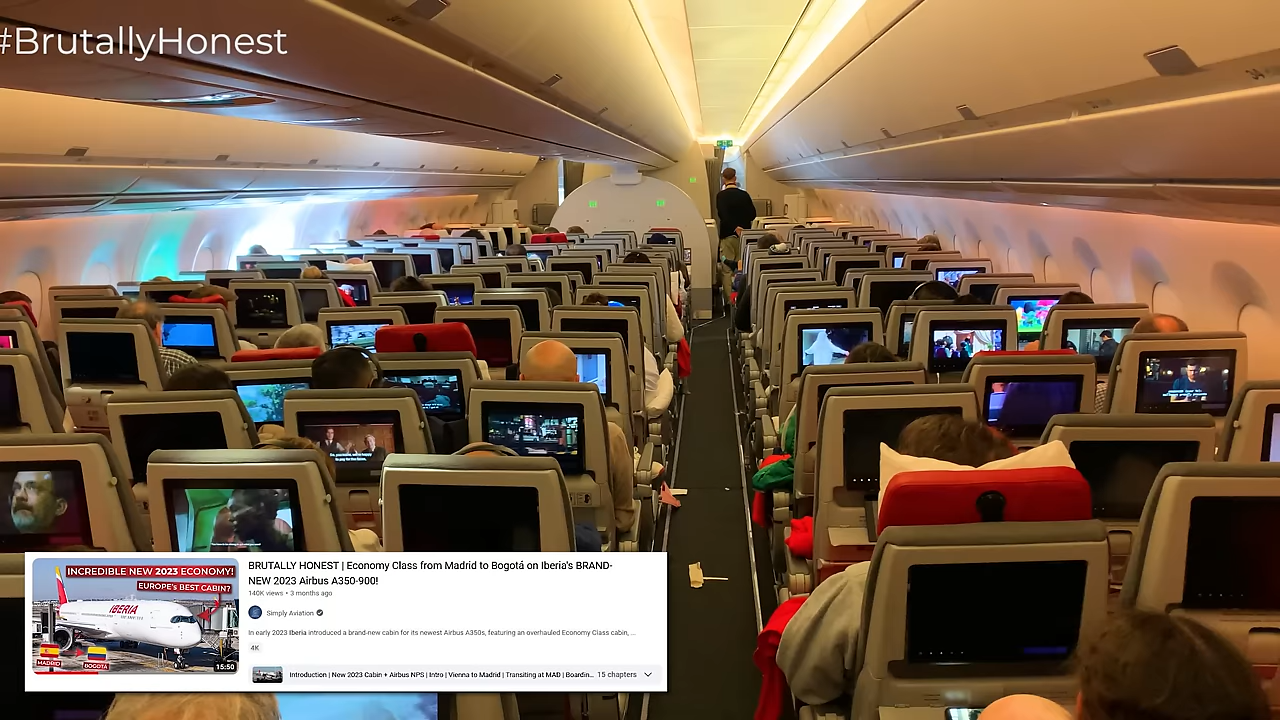 #BrutallyHonest
INCREDIBLE NEW 2023 ECONOMY!
EUROPE's BEST CABIN?
IBERIA
MADRID
BOGOTÁ
15:50
BRUTALLY HONEST | Economy Class from Madrid to Bogotá on Iberia's BRAND-
NEW 2023 Airbus A350-900!
140K views • 3 months ago
Simply Aviation
In early 2023 Iberia introduced a brand-new cabin for its newest Airbus A350s, featuring an overhauled Economy Class cabin, ...
4K
Introduction | New 2023 Cabin + Airbus NPS | Intro | Vienna to Madrid | Transiting at MAD | Boardin... 15 chapters